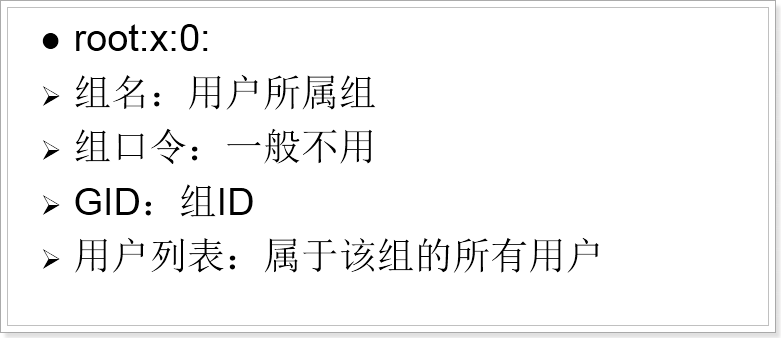 ● root:x:0:
➢ 组名：用户所属组
➢ 组口令：一般不用
➢ GID：组ID
➢ 用户列表：属于该组的所有用户